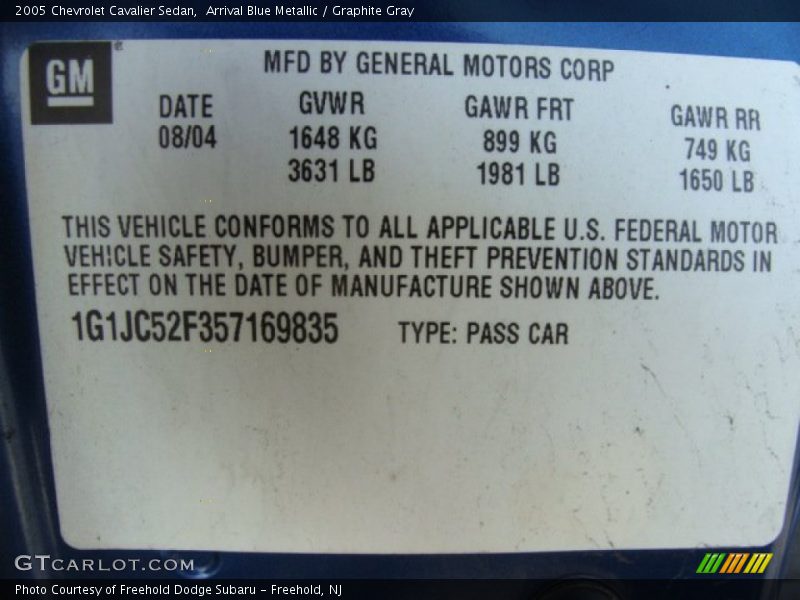 2005 Chevrolet Cavalier Sedan,  Arrival Blue Metallic / Graphite Gray
GM
MFD BY GENERAL MOTORS CORP
DATE GVWR GAWR FRT GAWR RR
08/04 1648 KG 899 KG 749 KG
3631 LB 1981 LB 1650 LB
THIS VEHICLE CONFORMS TO ALL APPLICABLE U.S. FEDERAL MOTOR
VEHICLE SAFETY, BUMPER, AND THEFT PREVENTION STANDARDS IN
EFFECT ON THE DATE OF MANUFACTURE SHOWN ABOVE.
1G1JC52F357169835 TYPE: PASS CAR
GTCARLOT.COM
Photo Courtesy of Freehold Dodge Subaru - Freehold, NJ